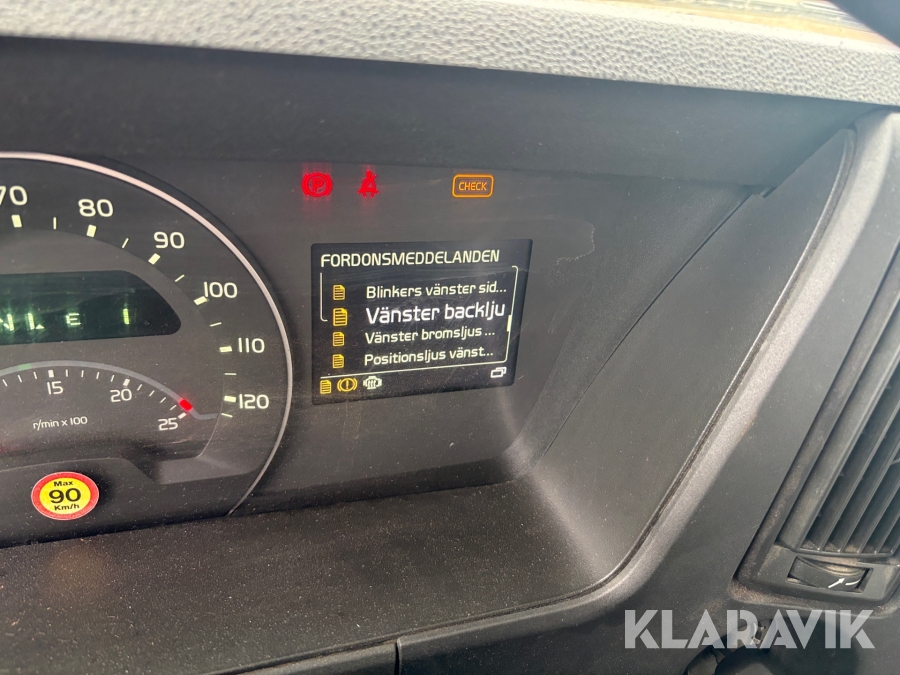 70
80
90
100
110
120
15
20
25
r/min x 100
Max
90
Km/h
P
CHECK
FORDONSMEDDELANDEN
Blinkers vänster sid...
Vänster backlju
Vänster bromsljus ...
Positionsljus vänst...
KLARAVIK